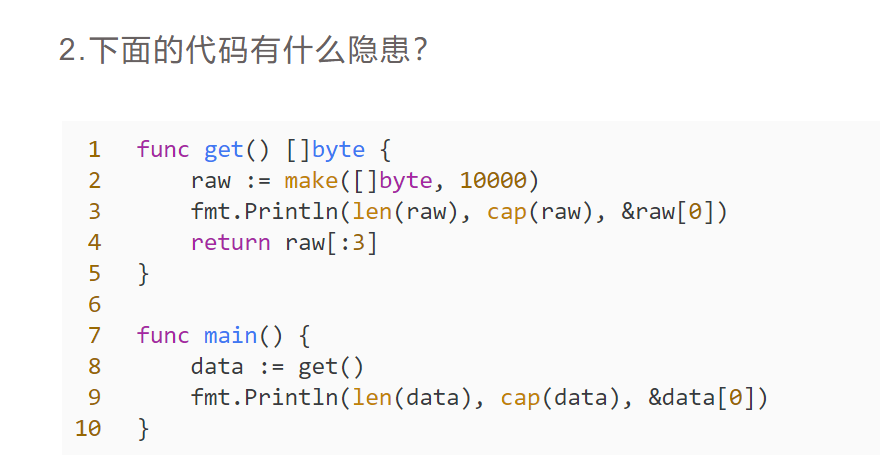 2.下面的代码有什么隐患？
1 func get() []byte {
2     raw := make([]byte, 10000)
3     fmt.Println(len(raw), cap(raw), &raw[0])
4     return raw[:3]
5 }
6
7 func main() {
8     data := get()
9     fmt.Println(len(data), cap(data), &data[0])
10 }